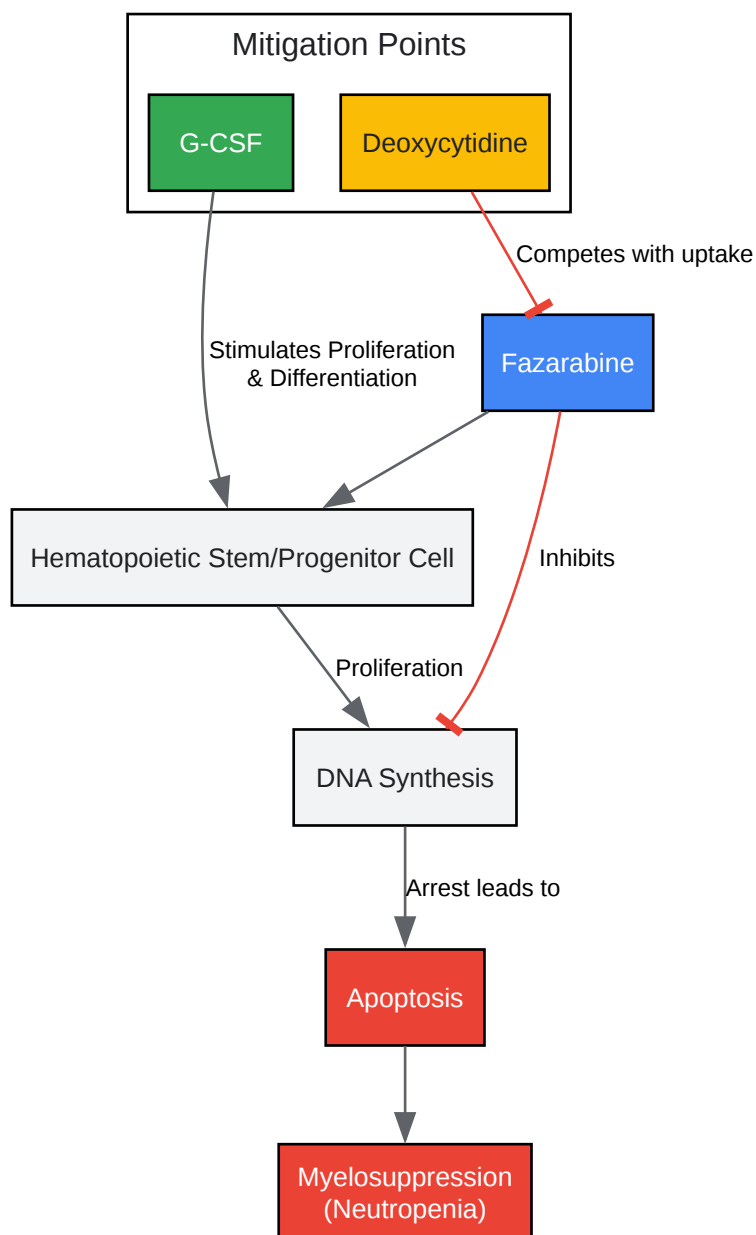 Mitigation Points
G-CSF
Deoxycytidine
Competes with uptake
Stimulates Proliferation
& Differentiation
Fazarabine
Hematopoietic Stem/Progenitor Cell
Inhibits
Proliferation
DNA Synthesis
Arrest leads to
Apoptosis
Myelosuppression
(Neutropenia)